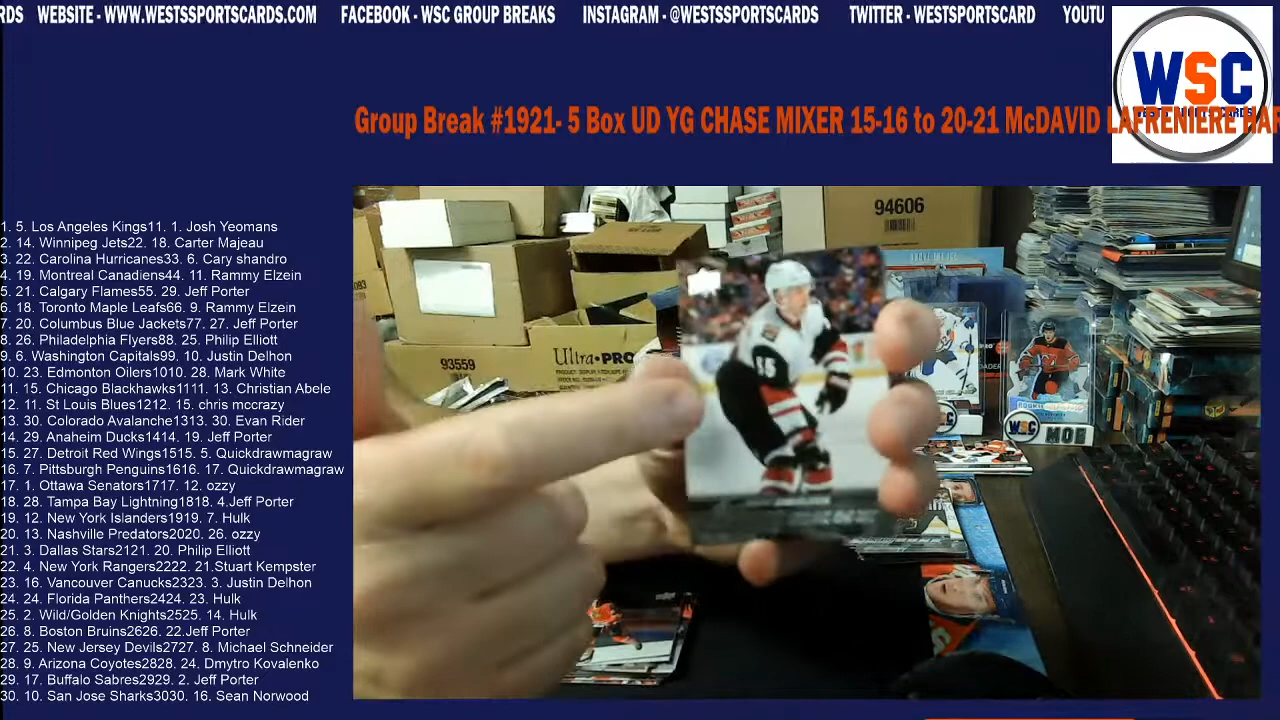 RDS WEBSITE - WWW.WESTSSPORTSCARDS.COM FACEBOOK - WSC GROUP BREAKS INSTAGRAM - @WESTSSPORTSCARDS TWITTER - WESTSPORTSCARD YOUTU
WSC
Group Break #1921- 5 Box UD YG CHASE MIXER 15-16 to 20-21 McDAVID LAFRENIERE HAR
94606
93559
Ultra•PRO
WSC
MOE
1. 5. Los Angeles Kings11. 1. Josh Yeomans
2. 14. Winnipeg Jets22. 18. Carter Majeau
3. 22. Carolina Hurricanes33. 6. Cary shandro
4. 19. Montreal Canadiens44. 11. Rammy Elzein
5. 21. Calgary Flames55. 29. Jeff Porter
6. 18. Toronto Maple Leafs66. 9. Rammy Elzein
7. 20. Columbus Blue Jackets77. 27. Jeff Porter
8. 26. Philadelphia Flyers88. 25. Philip Elliott
9. 6. Washington Capitals99. 10. Justin Delhon
10. 23. Edmonton Oilers1010. 28. Mark White
11. 15. Chicago Blackhawks1111. 13. Christian Abele
12. 11. St Louis Blues1212. 15. chris mccrazy
13. 30. Colorado Avalanche1313. 30. Evan Rider
14. 29. Anaheim Ducks1414. 19. Jeff Porter
15. 27. Detroit Red Wings1515. 5. Quickdrawmagraw
16. 7. Pittsburgh Penguins1616. 17. Quickdrawmagraw
17. 1. Ottawa Senators1717. 12. ozzy
18. 28. Tampa Bay Lightning1818. 4.Jeff Porter
19. 12. New York Islanders1919. 7. Hulk
20. 13. Nashville Predators2020. 26. ozzy
21. 3. Dallas Stars2121. 20. Philip Elliott
22. 4. New York Rangers2222. 21.Stuart Kempster
23. 16. Vancouver Canucks2323. 3. Justin Delhon
24. 24. Florida Panthers2424. 23. Hulk
25. 2. Wild/Golden Knights2525. 14. Hulk
26. 8. Boston Bruins2626. 22.Jeff Porter
27. 25. New Jersey Devils2727. 8. Michael Schneider
28. 9. Arizona Coyotes2828. 24. Dmytro Kovalenko
29. 17. Buffalo Sabres2929. 2. Jeff Porter
30. 10. San Jose Sharks3030. 16. Sean Norwood